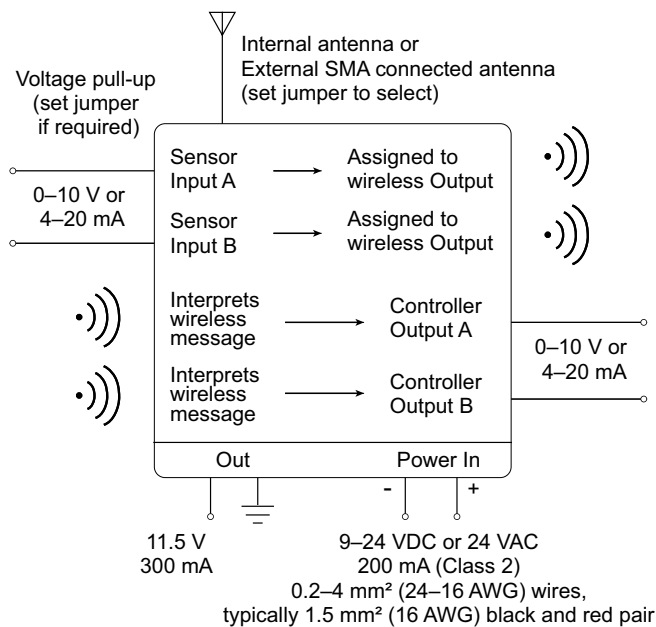 Internal antenna or
External SMA connected antenna
(set jumper to select)
Voltage pull-up
(set jumper
if required)
0–10 V or
4–20 mA
Sensor
Input A
Assigned to
wireless Output
Sensor
Input B
Assigned to
wireless Output
Interprets
wireless
message
Controller
Output A
Interprets
wireless
message
Controller
Output B
0–10 V or
4–20 mA
Out
Power In
-
+
11.5 V
300 mA
9–24 VDC or 24 VAC
200 mA (Class 2)
0.2–4 mm² (24–16 AWG) wires,
typically 1.5 mm² (16 AWG) black and red pair